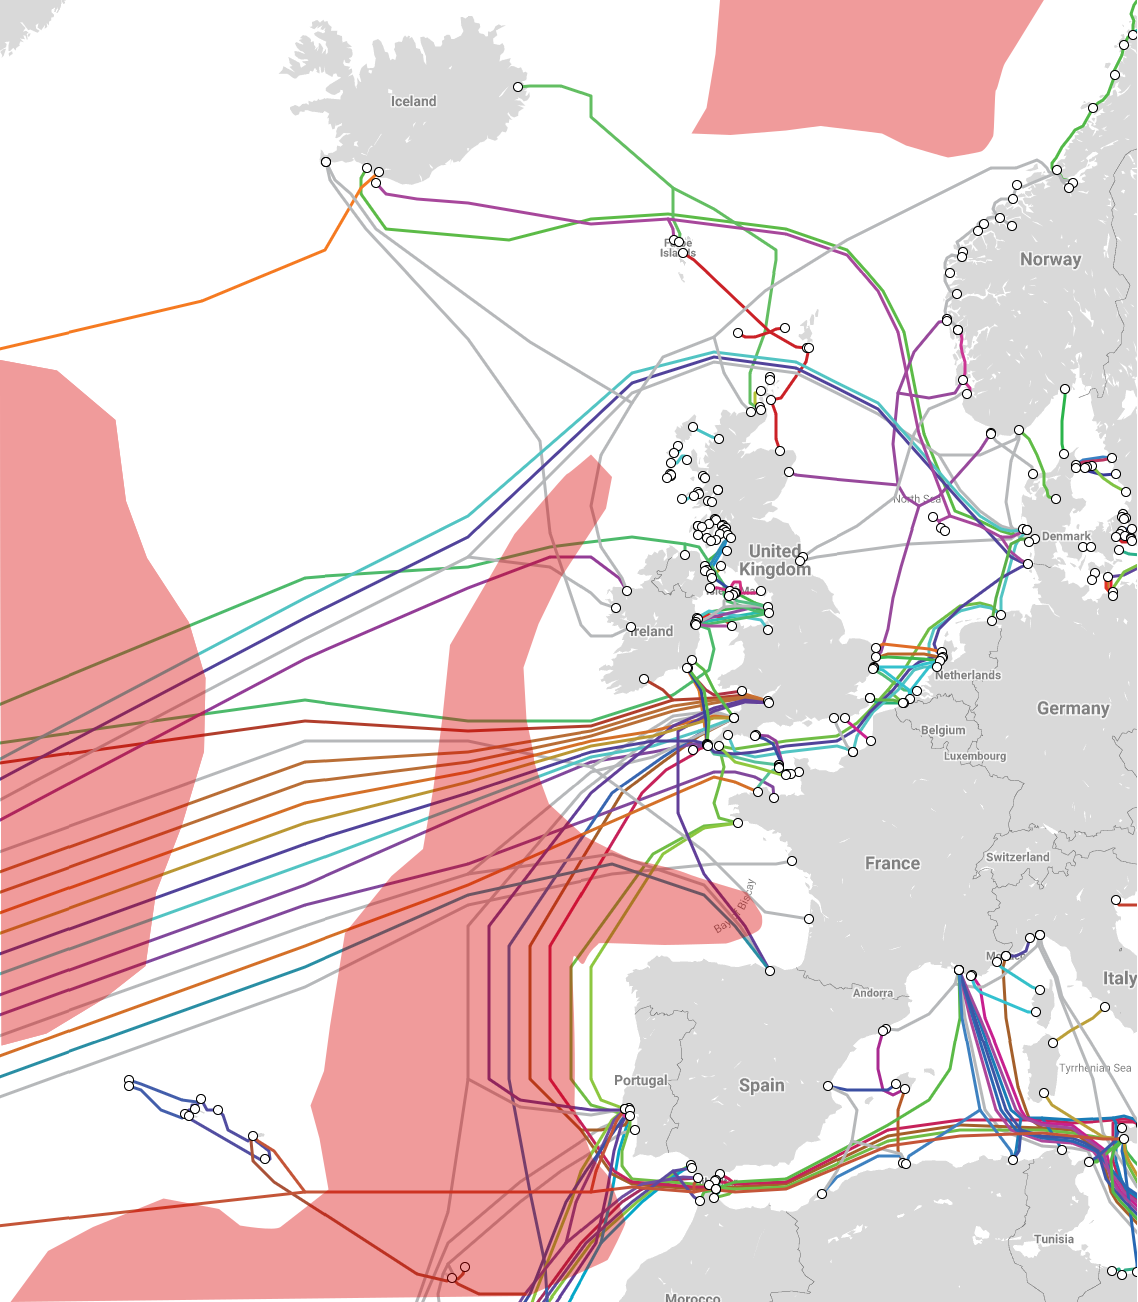 Iceland
Faroe
Islands
Norway
North Sea
Denmark
United
Kingdom
Isle of Man
Ireland
Netherlands
Germany
Belgium
Luxembourg
France
Switzerland
Bay of Biscay
Monaco
Andorra
Italy
Portugal
Spain
Tyrrhenian Sea
Tunisia
Morocco